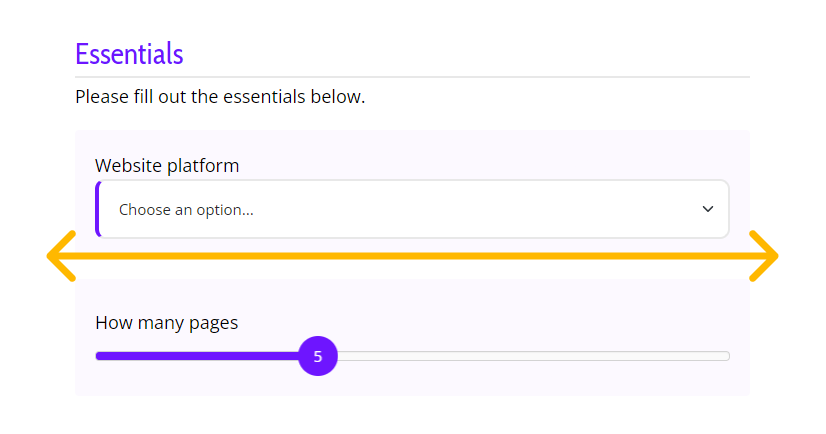 Essentials
Please fill out the essentials below.
Website platform
Choose an option...
How many pages
5